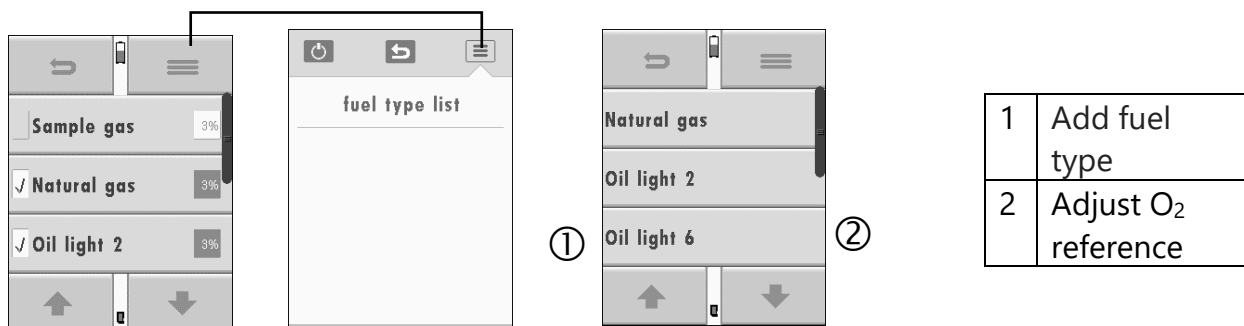 Sample gas 3%
✓ Natural gas 3%
✓ Oil light 2 3%
fuel type list
①
Natural gas
Oil light 2
Oil light 6
②
1 Add fuel
type
2 Adjust O₂
reference